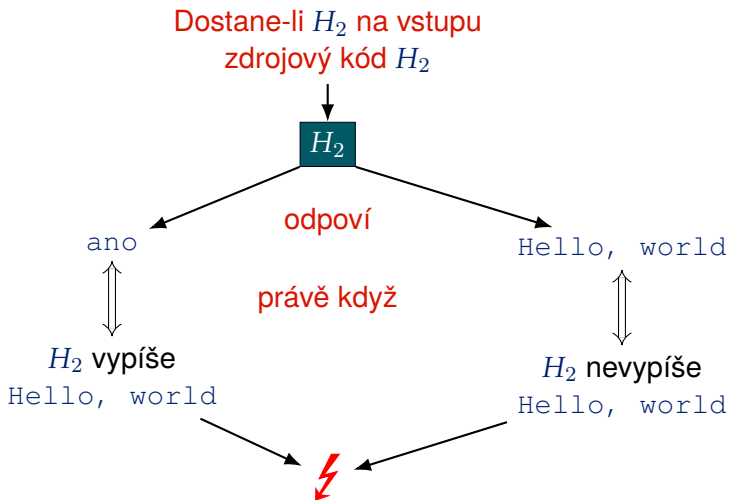 Dostane-li H2 na vstupu
zdrojový kód H2
H2
odpoví
ano
Hello, world
právě když
H2 vypíše
Hello, world
H2 nevypíše
Hello, world